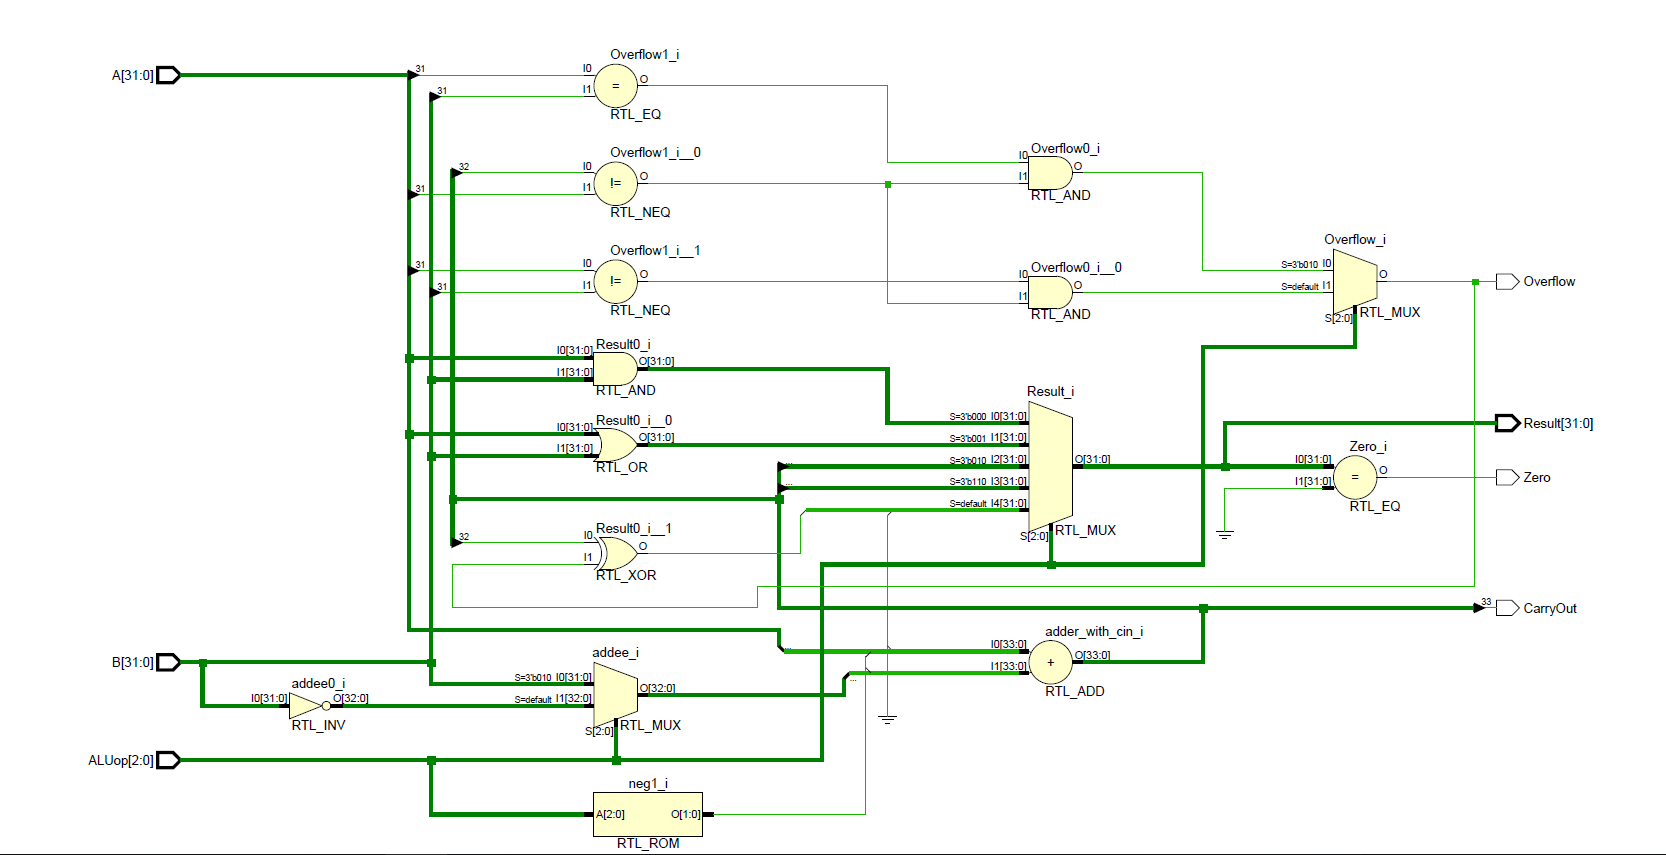 Overflow1_i
A[31:0]
31
I0
O
=
31
I1
RTL_EQ
Overflow1_i__0
32
I0
O
!=
31
I1
RTL_NEQ
Overflow0_i
I0
O
I1
RTL_AND
Overflow1_i__1
31
I0
O
!=
31
I1
RTL_NEQ
Overflow0_i__0
I0
O
I1
RTL_AND
Overflow_i
S=3'b010 I0
O
S=default I1
S[2:0]
RTL_MUX
Overflow
Result0_i
I0[31:0]
O[31:0]
I1[31:0]
RTL_AND
Result0_i__0
I0[31:0]
O[31:0]
I1[31:0]
RTL_OR
Result_i
S=3'b000 I0[31:0]
S=3'b001 I1[31:0]
S=3'b010 I2[31:0]
O[31:0]
S=3'b110 I3[31:0]
S=default I4[31:0]
S[2:0]
RTL_MUX
...
...
Result[31:0]
Zero_i
I0[31:0]
O
=
I1[31:0]
RTL_EQ
Zero
Result0_i__1
32
I0
O
I1
RTL_XOR
33
CarryOut
adder_with_cin_i
...
I0[33:0]
O[33:0]
+
I1[33:0]
...
RTL_ADD
B[31:0]
addee0_i
I0[31:0]
O[32:0]
RTL_INV
addee_i
S=3'b010 I0[31:0]
O[32:0]
S=default I1[32:0]
S[2:0]
RTL_MUX
ALUop[2:0]
neg1_i
A[2:0]
O[1:0]
RTL_ROM